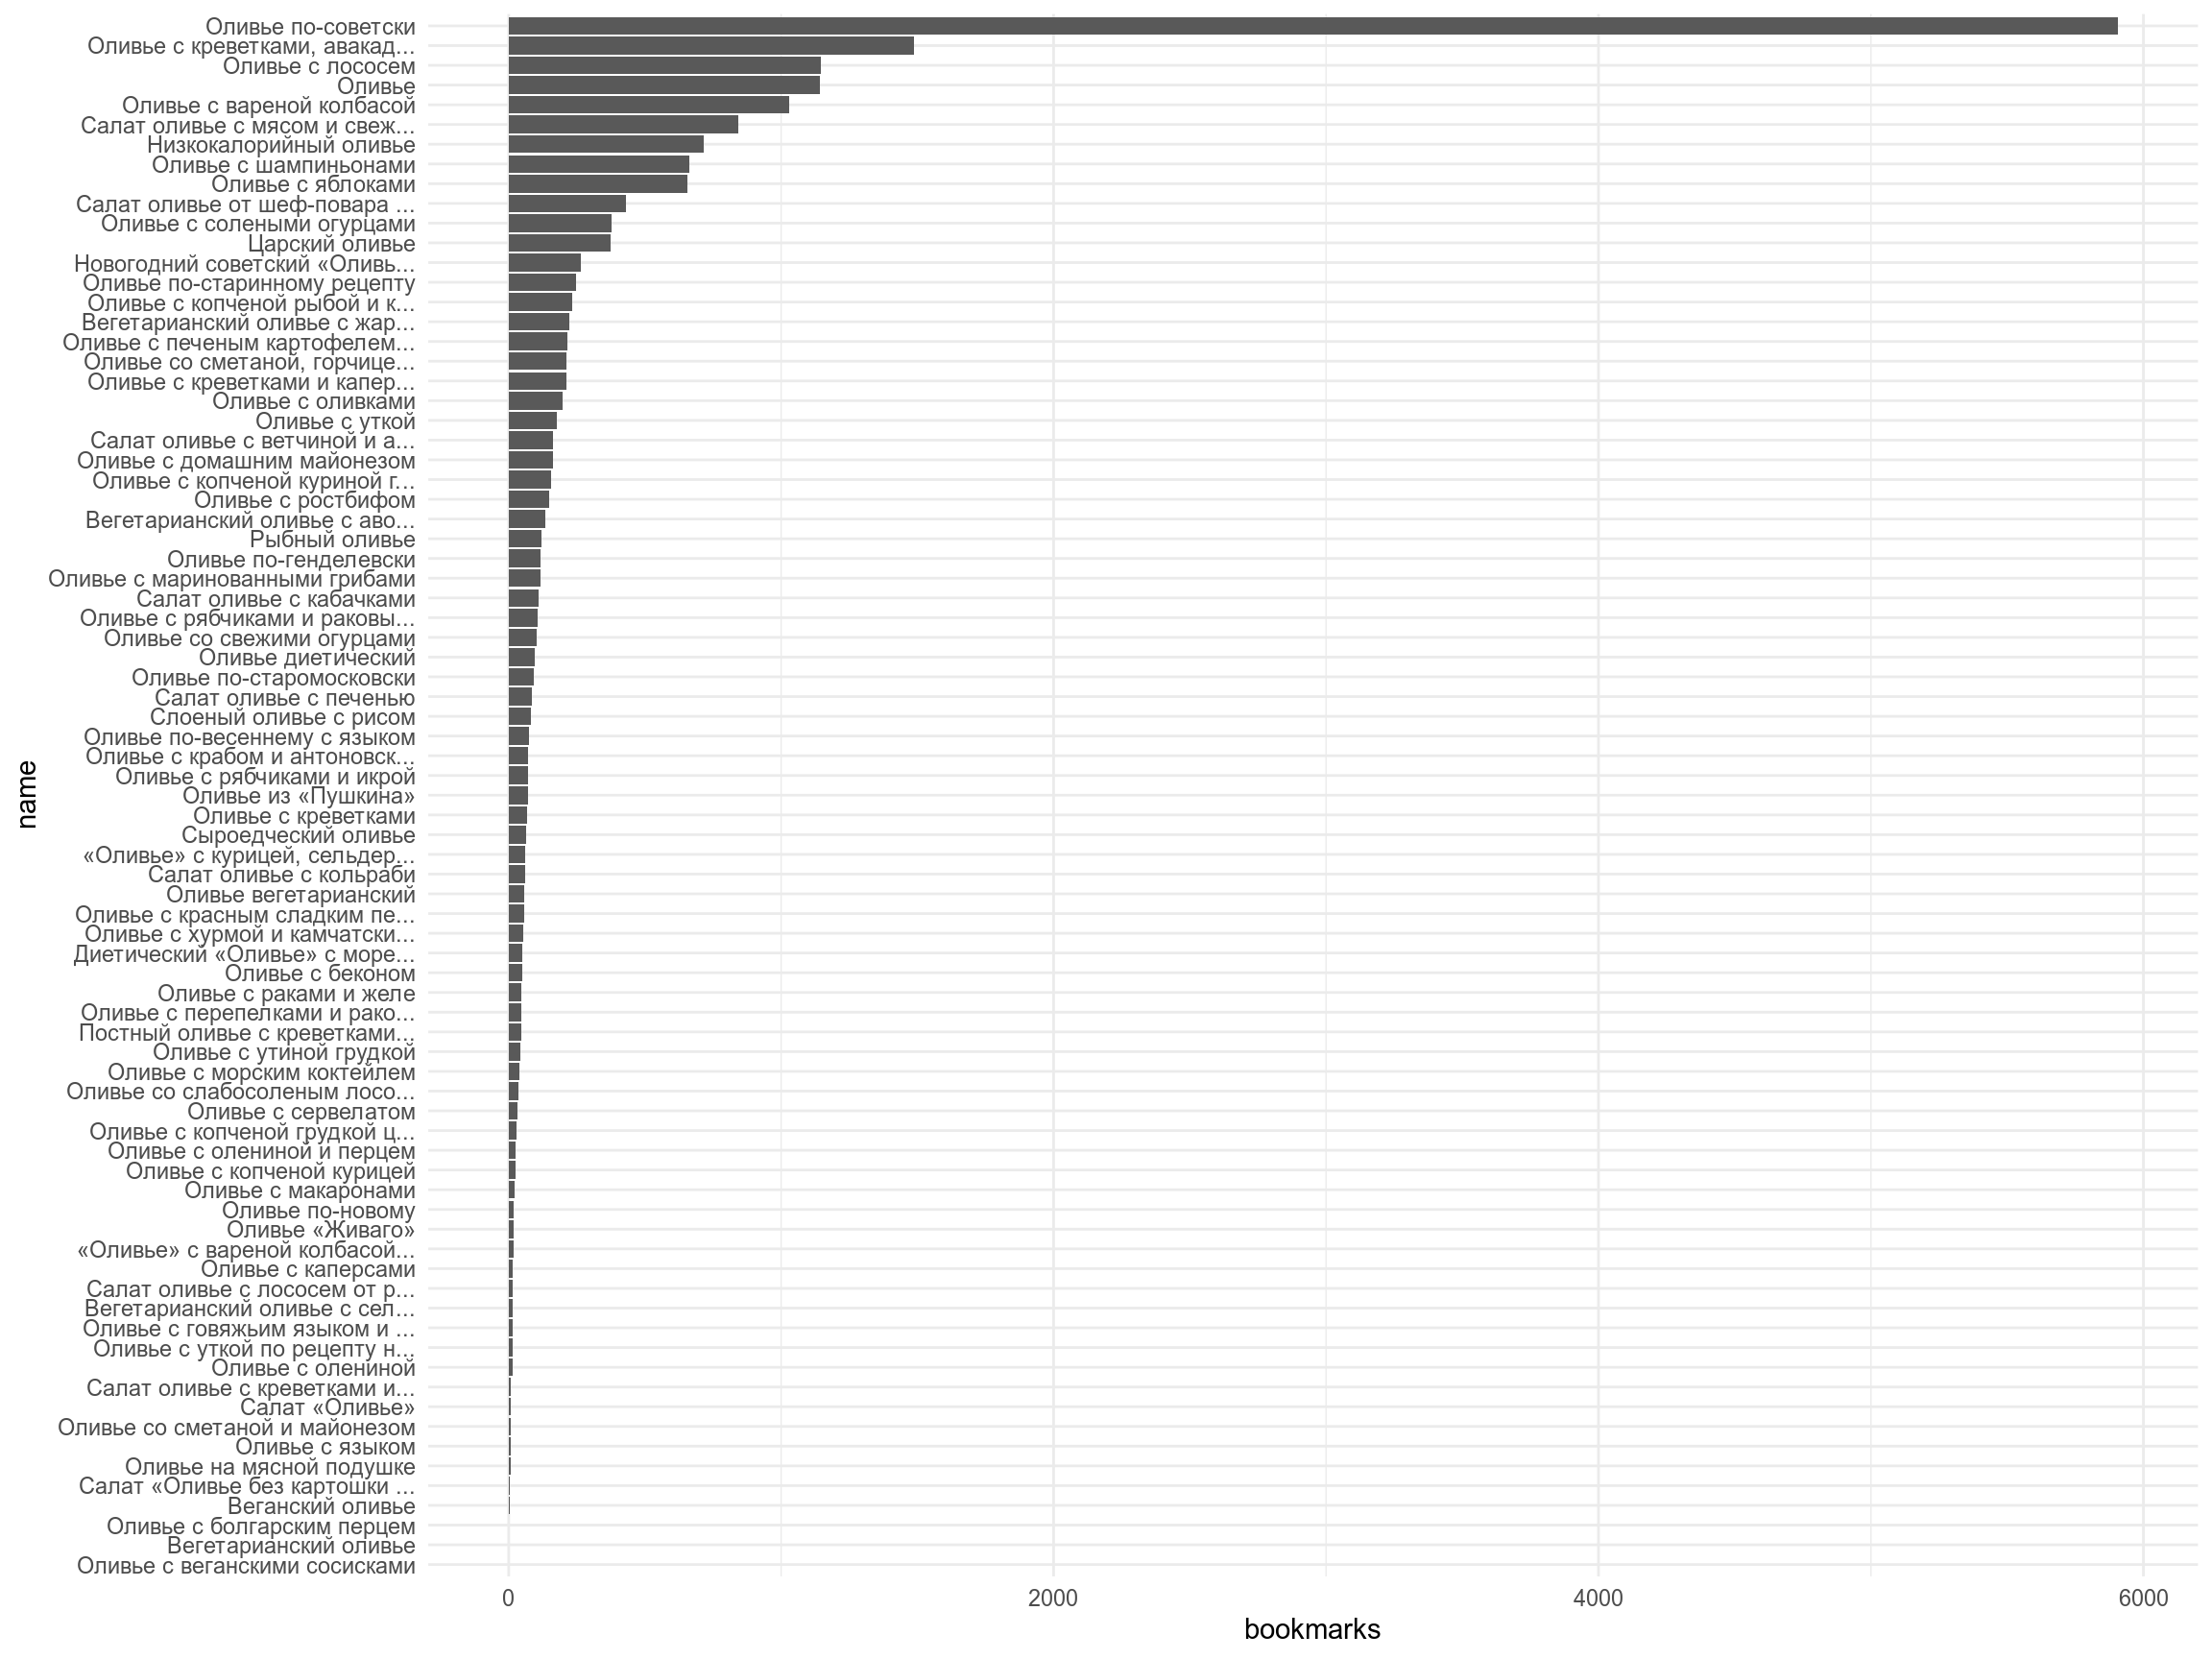 Оливье по-советски
Оливье с креветками, авакад...
Оливье с лососем
Оливье
Оливье с вареной колбасой
Салат оливье с мясом и свеж...
Низкокалорийный оливье
Оливье с шампиньонами
Оливье с яблоками
Салат оливье от шеф-повара ...
Оливье с солеными огурцами
Царский оливье
Новогодний советский «Оливь...
Оливье по-старинному рецепту
Оливье с копченой рыбой и к...
Вегетарианский оливье с жар...
Оливье с печеным картофелем...
Оливье со сметаной, горчице...
Оливье с креветками и капер...
Оливье с оливками
Оливье с уткой
Салат оливье с ветчиной и а...
Оливье с домашним майонезом
Оливье с копченой куриной г...
Оливье с ростбифом
Вегетарианский оливье с аво...
Рыбный оливье
Оливье по-генделевски
Оливье с маринованными грибами
Салат оливье с кабачками
Оливье с рябчиками и раковы...
Оливье со свежими огурцами
Оливье диетический
Оливье по-старомосковски
Салат оливье с печенью
Слоеный оливье с рисом
Оливье по-весеннему с языком
Оливье с крабом и антоновск...
Оливье с рябчиками и икрой
Оливье из «Пушкина»
Оливье с креветками
Сыроедческий оливье
«Оливье» с курицей, сельдер...
Салат оливье с кольраби
Оливье вегетарианский
Оливье с красным сладким пе...
Оливье с хурмой и камчатски...
Диетический «Оливье» с море...
Оливье с беконом
Оливье с раками и желе
Оливье с перепелками и рако...
Постный оливье с креветками...
Оливье с утиной грудкой
Оливье с морским коктейлем
Оливье со слабосоленым лосо...
Оливье с сервелатом
Оливье с копченой грудкой ц...
Оливье с олениной и перцем
Оливье с копченой курицей
Оливье с макаронами
Оливье по-новому
Оливье «Живаго»
«Оливье» с вареной колбасой...
Оливье с каперсами
Салат оливье с лососем от р...
Вегетарианский оливье с сел...
Оливье с говяжьим языком и ...
Оливье с уткой по рецепту н...
Оливье с олениной
Салат оливье с креветками и...
Салат «Оливье»
Оливье со сметаной и майонезом
Оливье с языком
Оливье на мясной подушке
Салат «Оливье без картошки ...
Веганский оливье
Оливье с болгарским перцем
Вегетарианский оливье
Оливье с веганскими сосисками
name
0 2000 4000 6000
bookmarks